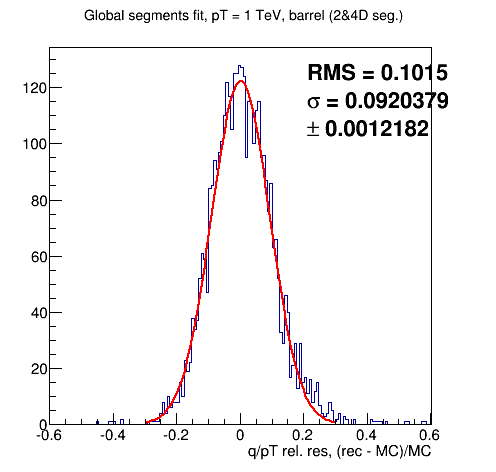 Global segments fit, pT = 1 TeV, barrel (2&4D seg.)
RMS = 0.1015
σ = 0.0920379
± 0.0012182
120
100
80
60
40
20
0
-0.6 -0.4 -0.2 0 0.2 0.4 0.6
q/pT rel. res, (rec - MC)/MC